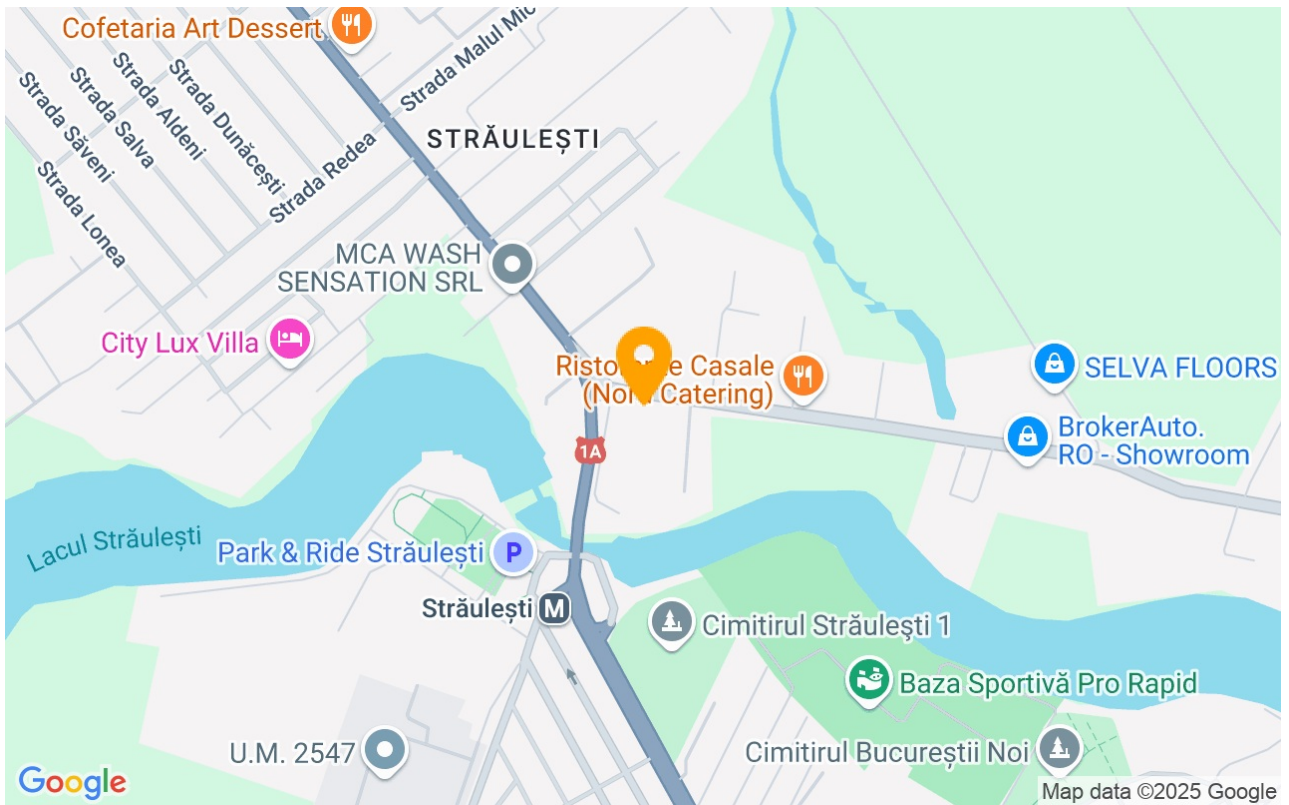 Cofetaria Art Dessert
Strada Malul Mic
Strada Dunăcești
Strada Aldeni
Strada Salva
Strada Săveni
Strada Redea
Strada Lonea
STRĂULEȘTI
MCA WASH
SENSATION SRL
City Lux Villa
Casale
Catering)
SELVA FLOORS
BrokerAuto.
RO - Showroom
1A
Lacul Străulești
Park & Ride Străulești
P
Străulești M
Cimitirul Străuleşti 1
Baza Sportivă Pro Rapid
U.M. 2547
Cimitirul Bucureștii Noi
Google
Map data ©2025 Google